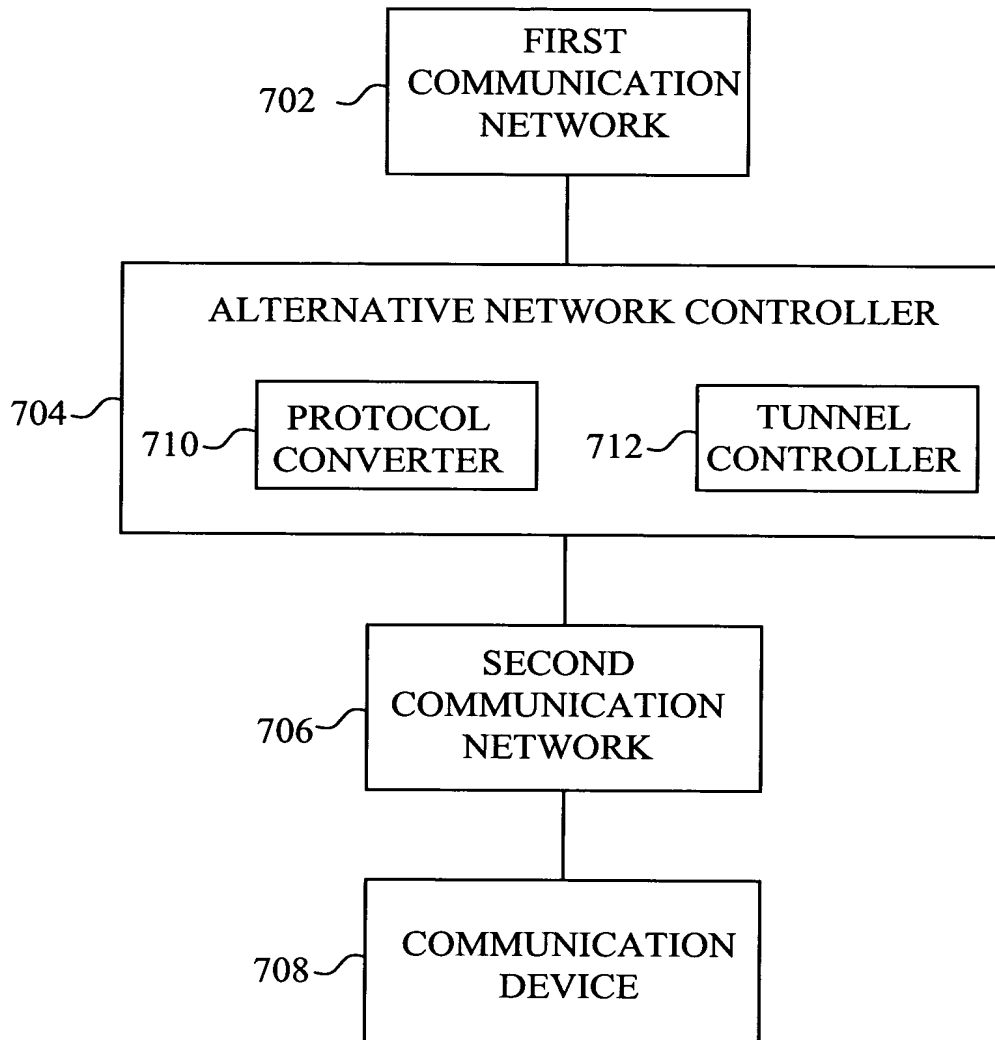 FIRST
COMMUNICATION
NETWORK
702
ALTERNATIVE NETWORK CONTROLLER
704
710
PROTOCOL
CONVERTER
712
TUNNEL
CONTROLLER
SECOND
COMMUNICATION
NETWORK
706
COMMUNICATION
DEVICE
708